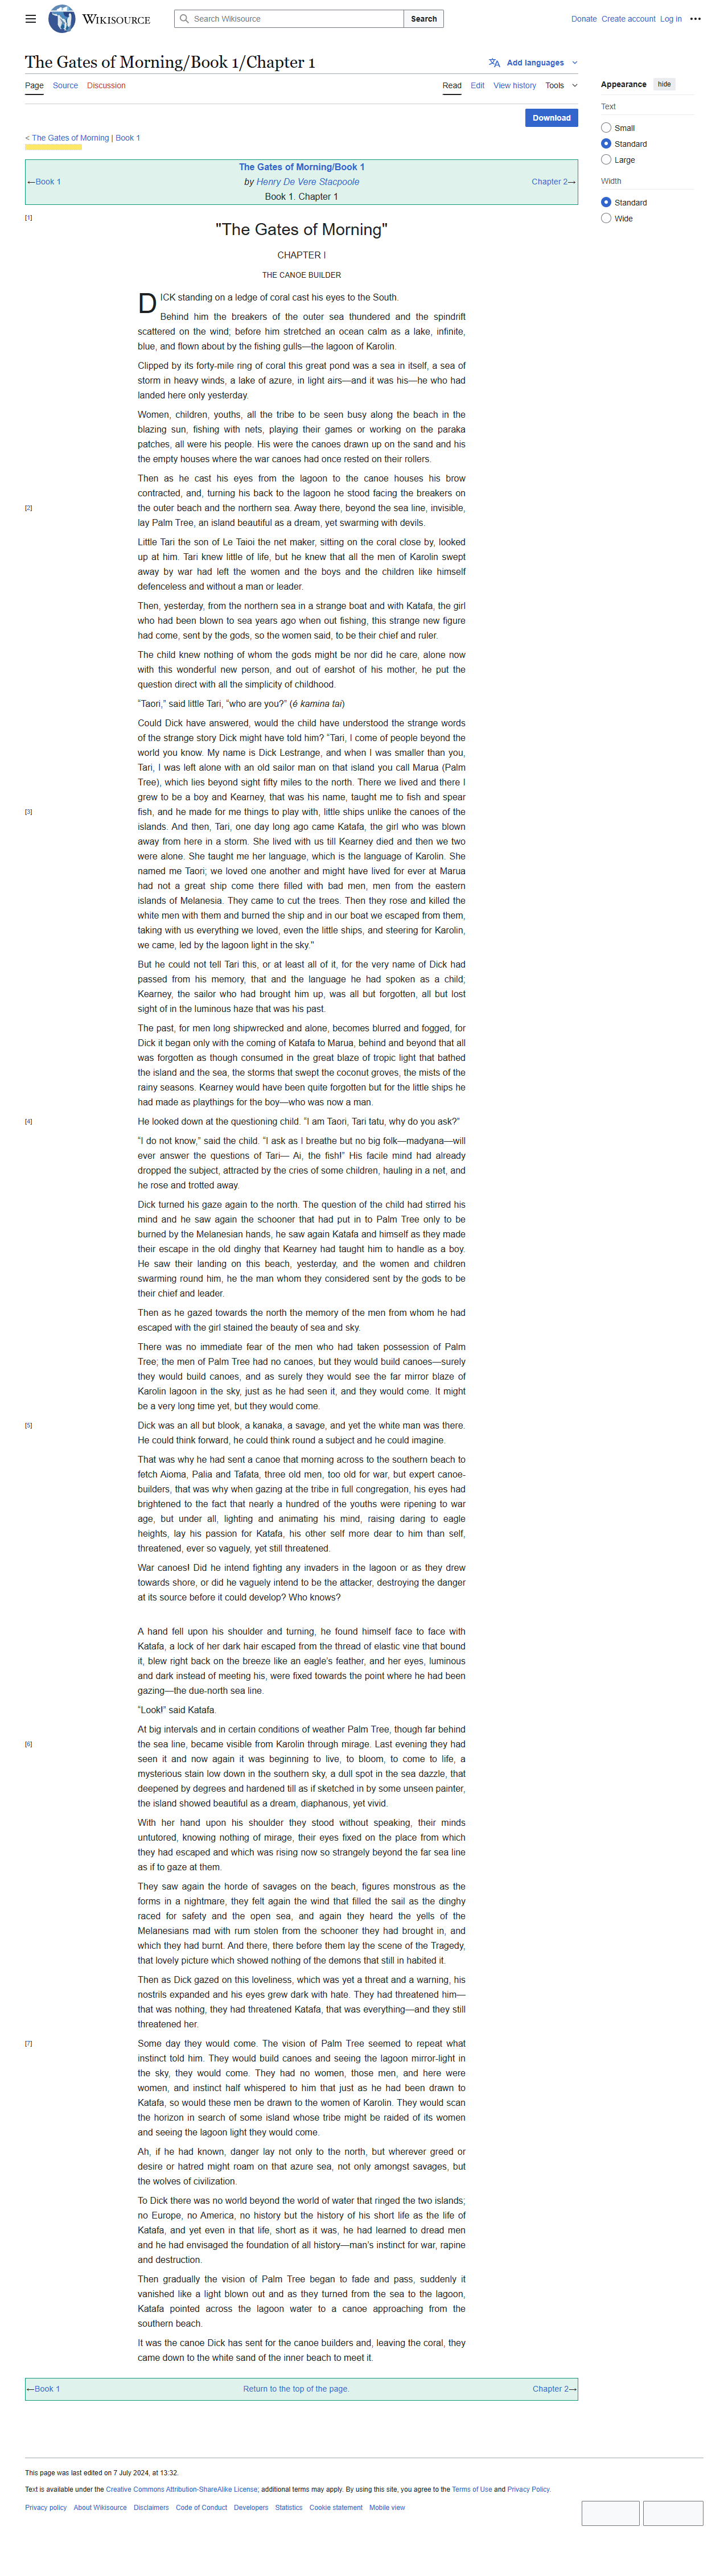 WIKISOURCE
Search Wikisource
Search
Donate Create account Log in
The Gates of Morning/Book 1/Chapter 1
Add languages
Page Source Discussion
Read Edit View history Tools
Download
Appearance hide
Text
Small
Standard
Large
Width
Standard
Wide
< The Gates of Morning | Book 1
The Gates of Morning/Book 1
←Book 1
by Henry De Vere Stacpoole
Chapter 2→
Book 1. Chapter 1
[1]
"The Gates of Morning"
CHAPTER I
THE CANOE BUILDER
DICK standing on a ledge of coral cast his eyes to the South.
Behind him the breakers of the outer sea thundered and the spindrift
scattered on the wind; before him stretched an ocean calm as a lake, infinite,
blue, and flown about by the fishing gulls—the lagoon of Karolin.
Clipped by its forty-mile ring of coral this great pond was a sea in itself, a sea of
storm in heavy winds, a lake of azure, in light airs—and it was his—he who had
landed here only yesterday.
Women, children, youths, all the tribe to be seen busy along the beach in the
blazing sun, fishing with nets, playing their games or working on the paraka
patches, all were his people. His were the canoes drawn up on the sand and his
the empty houses where the war canoes had once rested on their rollers.
Then as he cast his eyes from the lagoon to the canoe houses his brow
contracted, and, turning his back to the lagoon he stood facing the breakers on
[2]
the outer beach and the northern sea. Away there, beyond the sea line, invisible,
lay Palm Tree, an island beautiful as a dream, yet swarming with devils.
Little Tari the son of Le Taioi the net maker, sitting on the coral close by, looked
up at him. Tari knew little of life, but he knew that all the men of Karolin swept
away by war had left the women and the boys and the children like himself
defenceless and without a man or leader.
Then, yesterday, from the northern sea in a strange boat and with Katafa, the girl
who had been blown to sea years ago when out fishing, this strange new figure
had come, sent by the gods, so the women said, to be their chief and ruler.
The child knew nothing of whom the gods might be nor did he care, alone now
with this wonderful new person, and out of earshot of his mother, he put the
question direct with all the simplicity of childhood.
“Taori,” said little Tari, “who are you?” (é kamina tai)
Could Dick have answered, would the child have understood the strange words
of the strange story Dick might have told him? “Tari, I come of people beyond the
world you know. My name is Dick Lestrange, and when I was smaller than you,
Tari, I was left alone with an old sailor man on that island you call Marua (Palm
Tree), which lies beyond sight fifty miles to the north. There we lived and there I
grew to be a boy and Kearney, that was his name, taught me to fish and spear
[3]
fish, and he made for me things to play with, little ships unlike the canoes of the
islands. And then, Tari, one day long ago came Katafa, the girl who was blown
away from here in a storm. She lived with us till Kearney died and then we two
were alone. She taught me her language, which is the language of Karolin. She
named me Taori; we loved one another and might have lived for ever at Marua
had not a great ship come there filled with bad men, men from the eastern
islands of Melanesia. They came to cut the trees. Then they rose and killed the
white men with them and burned the ship and in our boat we escaped from them,
taking with us everything we loved, even the little ships, and steering for Karolin,
we came, led by the lagoon light in the sky."
But he could not tell Tari this, or at least all of it, for the very name of Dick had
passed from his memory, that and the language he had spoken as a child;
Kearney, the sailor who had brought him up, was all but forgotten, all but lost
sight of in the luminous haze that was his past.
The past, for men long shipwrecked and alone, becomes blurred and fogged, for
Dick it began only with the coming of Katafa to Marua, behind and beyond that all
was forgotten as though consumed in the great blaze of tropic light that bathed
the island and the sea, the storms that swept the coconut groves, the mists of the
rainy seasons. Kearney would have been quite forgotten but for the little ships he
had made as playthings for the boy—who was now a man.
[4]
He looked down at the questioning child. “I am Taori, Tari tatu, why do you ask?”
“I do not know,” said the child. “I ask as I breathe but no big folk—madyana—will
ever answer the questions of Tari— Ai, the fish!” His facile mind had already
dropped the subject, attracted by the cries of some children, hauling in a net, and
he rose and trotted away.
Dick turned his gaze again to the north. The question of the child had stirred his
mind and he saw again the schooner that had put in to Palm Tree only to be
burned by the Melanesian hands, he saw again Katafa and himself as they made
their escape in the old dinghy that Kearney had taught him to handle as a boy.
He saw their landing on this beach, yesterday, and the women and children
swarming round him, he the man whom they considered sent by the gods to be
their chief and leader.
Then as he gazed towards the north the memory of the men from whom he had
escaped with the girl stained the beauty of sea and sky.
There was no immediate fear of the men who had taken possession of Palm
Tree; the men of Palm Tree had no canoes, but they would build canoes—surely
they would build canoes, and as surely they would see the far mirror blaze of
Karolin lagoon in the sky, just as he had seen it, and they would come. It might
be a very long time yet, but they would come.
[5]
Dick was an all but blook, a kanaka, a savage, and yet the white man was there.
He could think forward, he could think round a subject and he could imagine.
That was why he had sent a canoe that morning across to the southern beach to
fetch Aioma, Palia and Tafata, three old men, too old for war, but expert canoe-
builders, that was why when gazing at the tribe in full congregation, his eyes had
brightened to the fact that nearly a hundred of the youths were ripening to war
age, but under all, lighting and animating his mind, raising daring to eagle
heights, lay his passion for Katafa, his other self more dear to him than self,
threatened, ever so vaguely, yet still threatened.
War canoes! Did he intend fighting any invaders in the lagoon or as they drew
towards shore, or did he vaguely intend to be the attacker, destroying the danger
at its source before it could develop? Who knows?
A hand fell upon his shoulder and turning, he found himself face to face with
Katafa, a lock of her dark hair escaped from the thread of elastic vine that bound
it, blew right back on the breeze like an eagle’s feather, and her eyes, luminous
and dark instead of meeting his, were fixed towards the point where he had been
gazing—the due-north sea line.
“Look!” said Katafa.
At big intervals and in certain conditions of weather Palm Tree, though far behind
[6]
the sea line, became visible from Karolin through mirage. Last evening they had
seen it and now again it was beginning to live, to bloom, to come to life, a
mysterious stain low down in the southern sky, a dull spot in the sea dazzle, that
deepened by degrees and hardened till as if sketched in by some unseen painter,
the island showed beautiful as a dream, diaphanous, yet vivid.
With her hand upon his shoulder they stood without speaking, their minds
untutored, knowing nothing of mirage, their eyes fixed on the place from which
they had escaped and which was rising now so strangely beyond the far sea line
as if to gaze at them.
They saw again the horde of savages on the beach, figures monstrous as the
forms in a nightmare, they felt again the wind that filled the sail as the dinghy
raced for safety and the open sea, and again they heard the yells of the
Melanesians mad with rum stolen from the schooner they had brought in, and
which they had burnt. And there, there before them lay the scene of the Tragedy,
that lovely picture which showed nothing of the demons that still in habited it.
Then as Dick gazed on this loveliness, which was yet a threat and a warning, his
nostrils expanded and his eyes grew dark with hate. They had threatened him—
that was nothing, they had threatened Katafa, that was everything—and they still
threatened her.
[7]
Some day they would come. The vision of Palm Tree seemed to repeat what
instinct told him. They would build canoes and seeing the lagoon mirror-light in
the sky, they would come. They had no women, those men, and here were
women, and instinct half whispered to him that just as he had been drawn to
Katafa, so would these men be drawn to the women of Karolin. They would scan
the horizon in search of some island whose tribe might be raided of its women
and seeing the lagoon light they would come.
Ah, if he had known, danger lay not only to the north, but wherever greed or
desire or hatred might roam on that azure sea, not only amongst savages, but
the wolves of civilization.
To Dick there was no world beyond the world of water that ringed the two islands;
no Europe, no America, no history but the history of his short life as the life of
Katafa, and yet even in that life, short as it was, he had learned to dread men
and he had envisaged the foundation of all history—man’s instinct for war, rapine
and destruction.
Then gradually the vision of Palm Tree began to fade and pass, suddenly it
vanished like a light blown out and as they turned from the sea to the lagoon,
Katafa pointed across the lagoon water to a canoe approaching from the
southern beach.
It was the canoe Dick has sent for the canoe builders and, leaving the coral, they
came down to the white sand of the inner beach to meet it.
←Book 1
Return to the top of the page.
Chapter 2→
This page was last edited on 7 July 2024, at 13:32.
Text is available under the Creative Commons Attribution-ShareAlike License; additional terms may apply. By using this site, you agree to the Terms of Use and Privacy Policy.
Privacy policy About Wikisource Disclaimers Code of Conduct Developers Statistics Cookie statement Mobile view